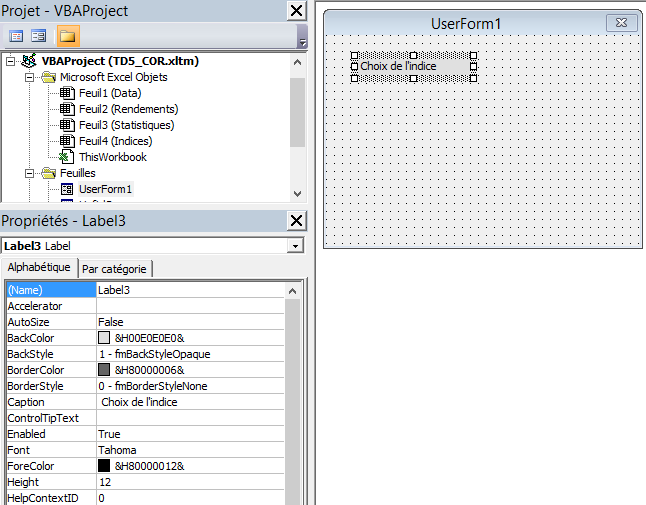 Projet - VBAProject
VBAProject (TD5_COR.xltm)
Microsoft Excel Objets
Feuil1 (Data)
Feuil2 (Rendements)
Feuil3 (Statistiques)
Feuil4 (Indices)
ThisWorkbook
Feuilles
UserForm1
Propriétés - Label3
Label3 Label
Alphabétique Par catégorie
(Name) Label3
Accelerator
AutoSize False
BackColor &H00E0E0E0&
BackStyle 1 - fmBackStyleOpaque
BorderColor &H80000006&
BorderStyle 0 - fmBorderStyleNone
Caption Choix de l'indice
ControlTipText
Enabled True
Font Tahoma
ForeColor &H80000012&
Height 12
HelpContextID 0
UserForm1
Choix de l'indice